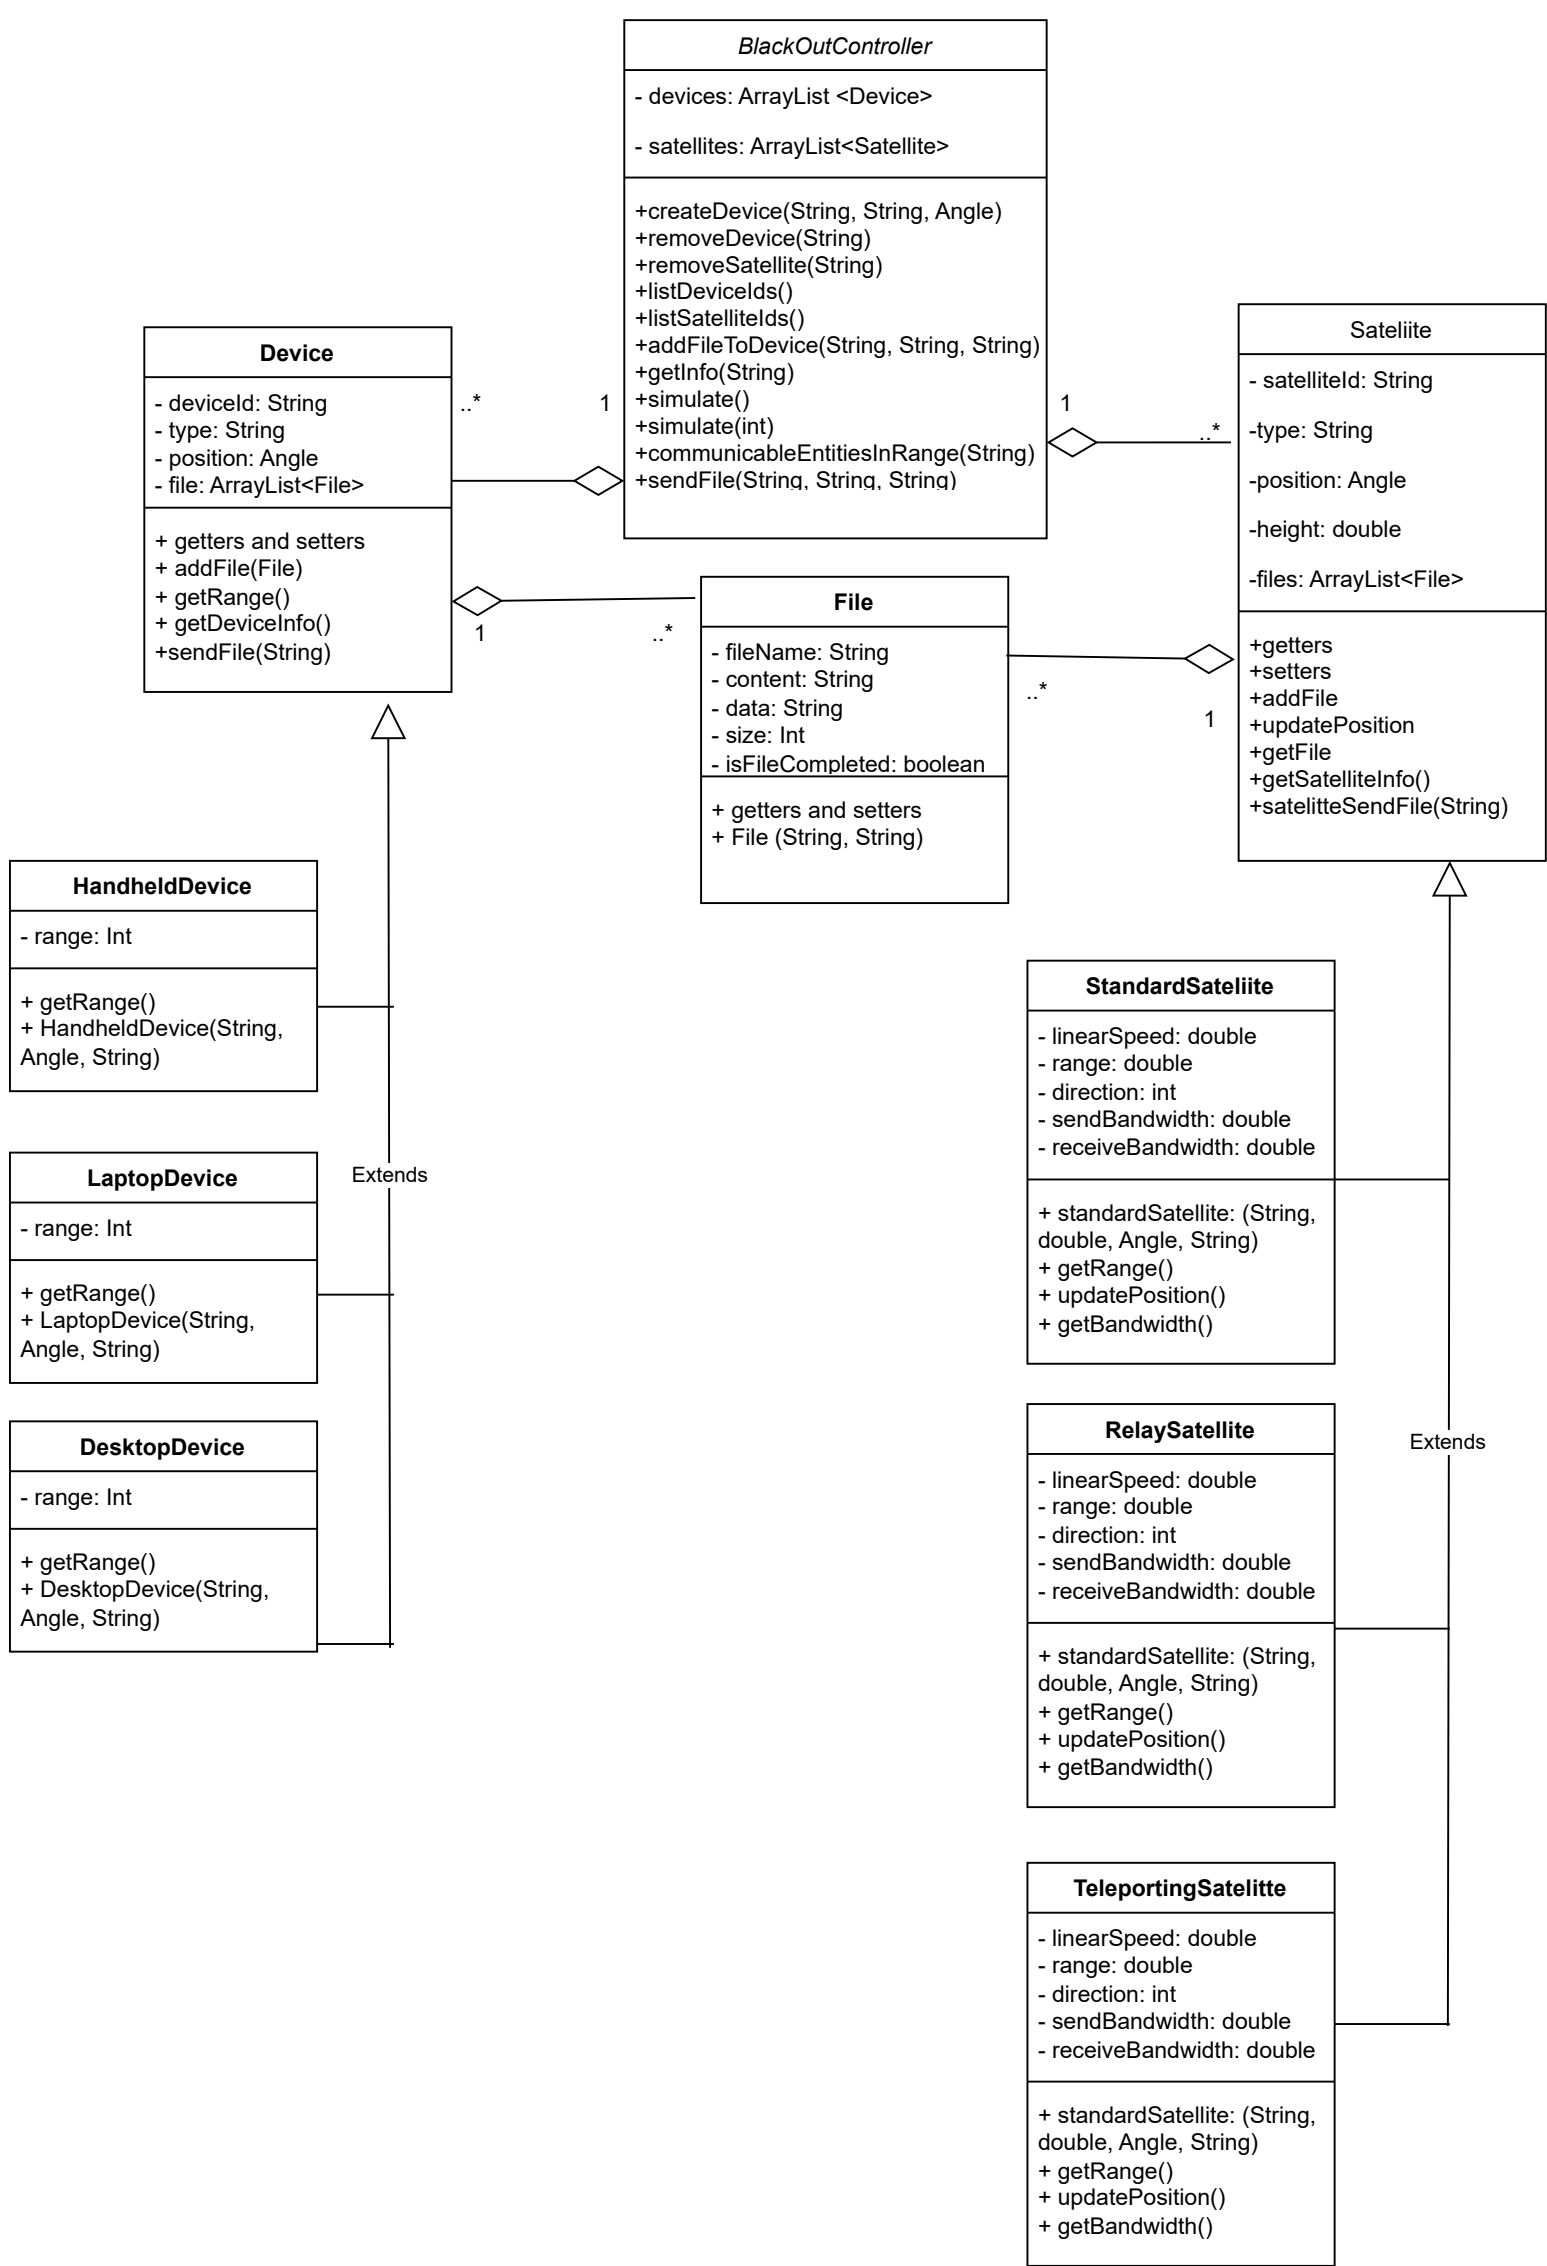 BlackOutController
- devices: ArrayList <Device>
- satellites: ArrayList<Satellite>
+createDevice(String, String, Angle)
+removeDevice(String)
+removeSatellite(String)
+listDeviceIds()
+listSatelliteIds()
+addFileToDevice(String, String, String)
+getInfo(String)
+simulate()
+simulate(int)
+communicableEntitiesInRange(String)
+sendFile(String, String, String)
Device
- deviceId: String
- type: String
- position: Angle
- file: ArrayList<File>
+ getters and setters
+ addFile(File)
+ getRange()
+ getDeviceInfo()
+sendFile(String)
..*
1
1
..*
Sateliite
- satelliteId: String
-type: String
-position: Angle
-height: double
-files: ArrayList<File>
+getters
+setters
+addFile
+updatePosition
+getFile
+getSatelliteInfo()
+satelitteSendFile(String)
1
..*
File
- fileName: String
- content: String
- data: String
- size: Int
- isFileCompleted: boolean
+ getters and setters
+ File (String, String)
..*
1
HandheldDevice
- range: Int
+ getRange()
+ HandheldDevice(String,
Angle, String)
LaptopDevice
- range: Int
+ getRange()
+ LaptopDevice(String,
Angle, String)
Extends
DesktopDevice
- range: Int
+ getRange()
+ DesktopDevice(String,
Angle, String)
StandardSateliite
- linearSpeed: double
- range: double
- direction: int
- sendBandwidth: double
- receiveBandwidth: double
+ standardSatellite: (String,
double, Angle, String)
+ getRange()
+ updatePosition()
+ getBandwidth()
RelaySatellite
- linearSpeed: double
- range: double
- direction: int
- sendBandwidth: double
- receiveBandwidth: double
+ standardSatellite: (String,
double, Angle, String)
+ getRange()
+ updatePosition()
+ getBandwidth()
Extends
TeleportingSatelitte
- linearSpeed: double
- range: double
- direction: int
- sendBandwidth: double
- receiveBandwidth: double
+ standardSatellite: (String,
double, Angle, String)
+ getRange()
+ updatePosition()
+ getBandwidth()